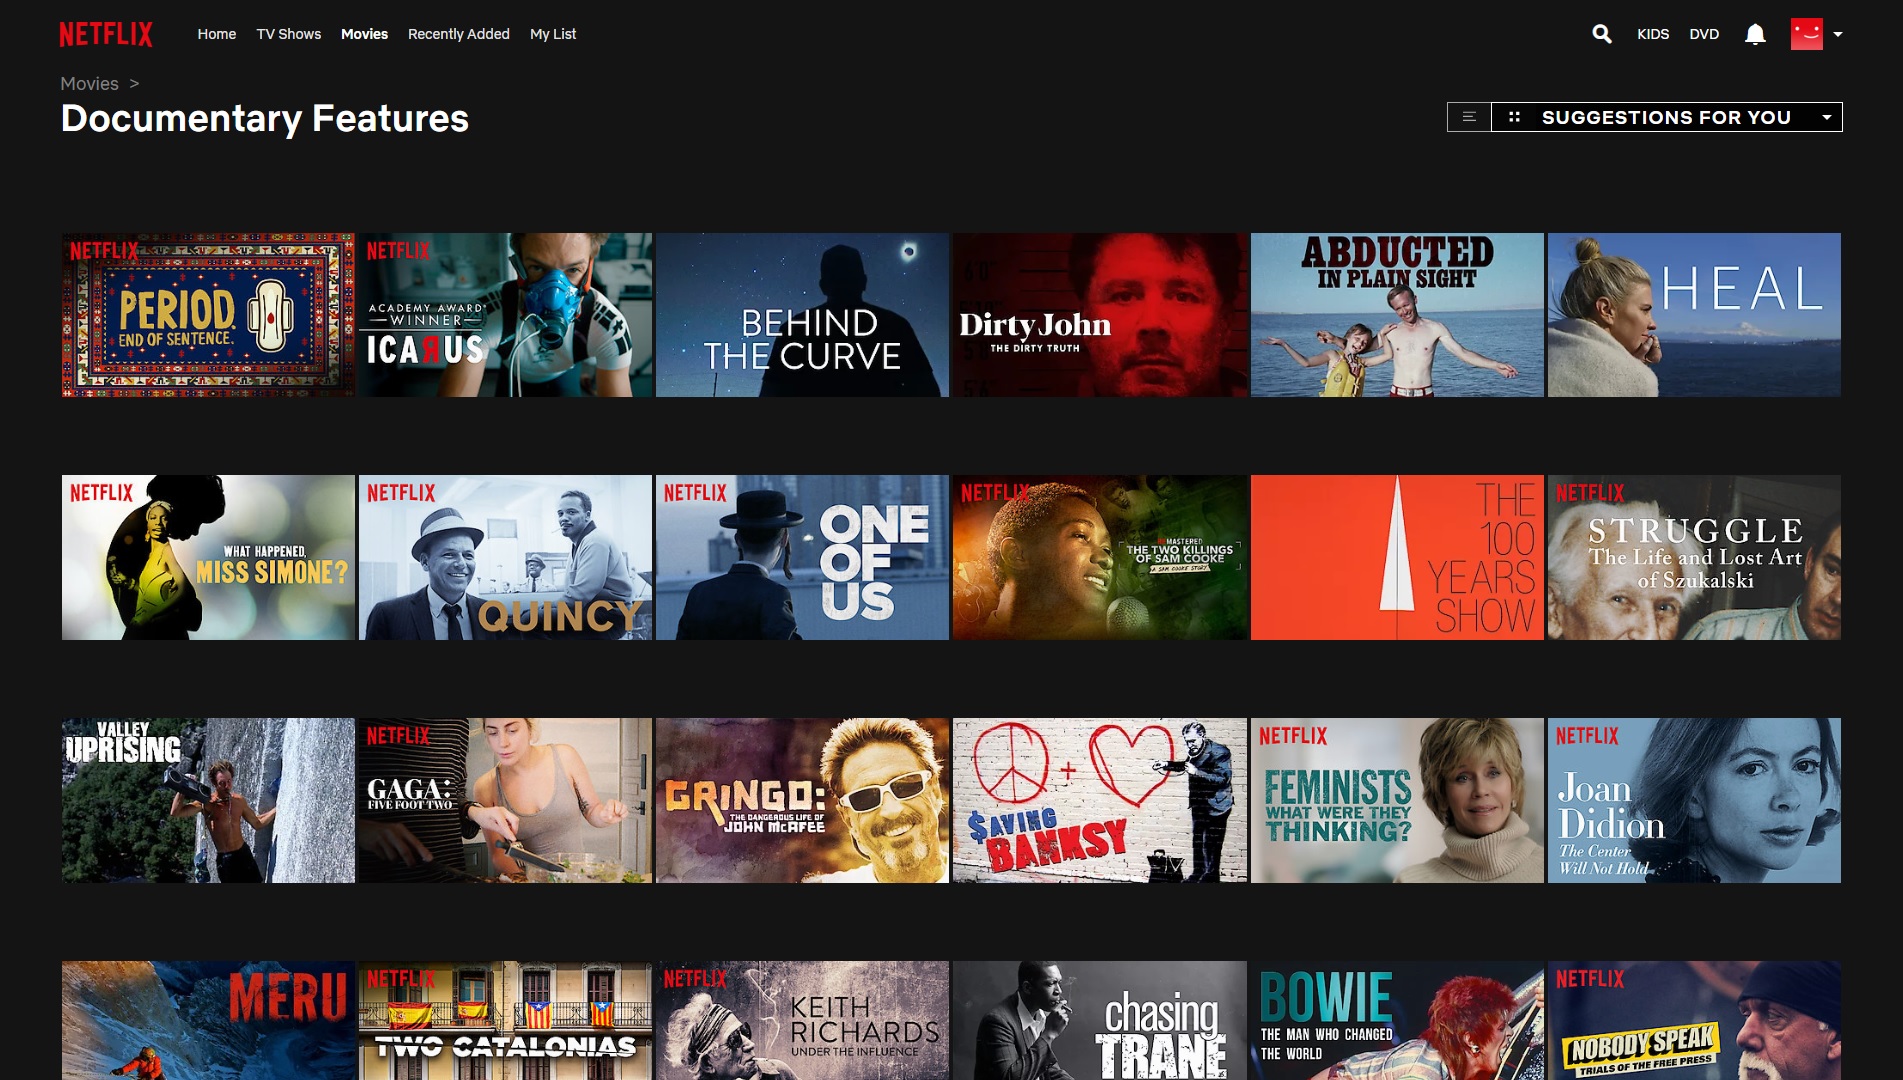 NETFLIX
Home TV Shows Movies Recently Added My List
KIDS DVD
Movies >
Documentary Features
SUGGESTIONS FOR YOU
NETFLIX
PERIOD.
END OF SENTENCE.
NETFLIX
ACADEMY AWARD®
WINNER
ICAЯUS
BEHIND
THE CURVE
Dirty John
THE DIRTY TRUTH
ABDUCTED
IN PLAIN SIGHT
HEAL
NETFLIX
WHAT HAPPENED,
MISS SIMONE?
NETFLIX
QUINCY
NETFLIX
ONE
OF
US
NETFLIX
REMASTERED
THE TWO KILLINGS
OF SAM COOKE
A SAM COOKE STORY
THE
100
YEARS
SHOW
NETFLIX
STRUGGLE
The Life and Lost Art
of Szukalski
VALLEY
UPRISING
NETFLIX
GAGA:
FIVE FOOT TWO
GRINGO:
THE DANGEROUS LIFE OF
JOHN McAFEE
+
$AVING
BANKSY
NETFLIX
FEMINISTS
WHAT WERE THEY
THINKING?
NETFLIX
Joan
Didion
The Center
Will Not Hold
MERU
NETFLIX
TWO CATALONIAS
NETFLIX
KEITH
RICHARDS
UNDER THE INFLUENCE
chasing
TRANE
BOWIE
THE MAN WHO CHANGED
THE WORLD
NETFLIX
NOBODY SPEAK
TRIALS OF THE FREE PRESS